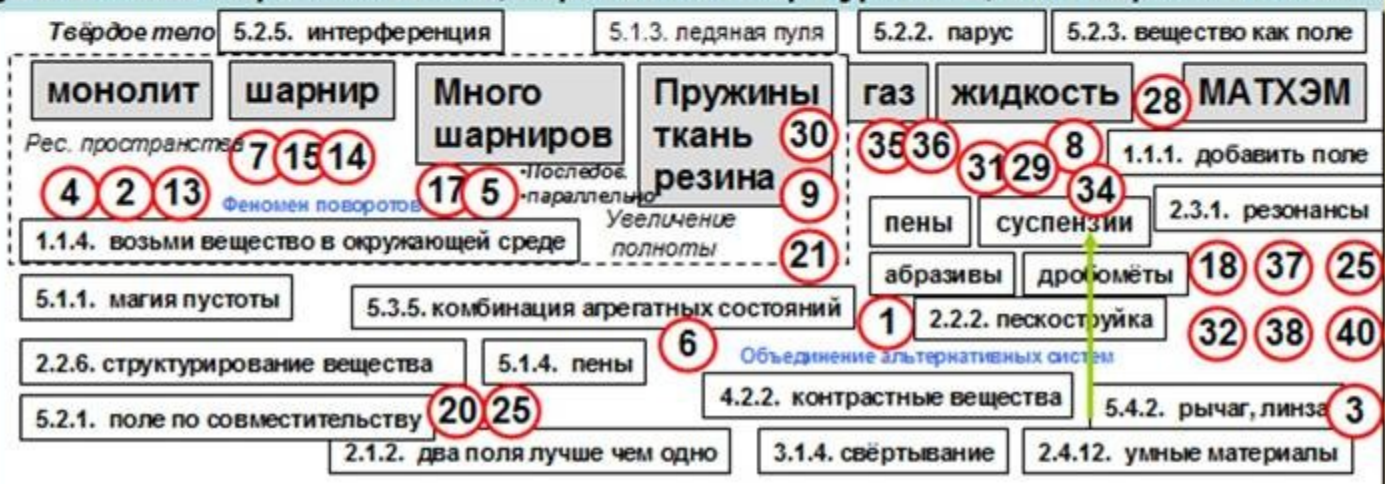 Твёрдое тело 5.2.5. интерференция 5.1.3. ледяная пуля 5.2.2. парус 5.2.3. вещество как поле
монолит шарнир Много шарниров Пружины ткань резина газ жидкость 28 МАТХЭМ
30
35 36
Рес. пространства 7 15 14
31 29 8
1.1.1. добавить поле
4 2 13
Феномен поворотов
17 5
•Последов.
•параллельно
9
34
Увеличение
полноты
21
1.1.4. возьми вещество в окружающей среде
пены суспензии 2.3.1. резонансы
абразивы дробомёты 18 37 25
5.1.1. магия пустоты
5.3.5. комбинация агрегатных состояний 1 2.2.2. пескоструйка 32 38 40
6
Объединение альтернативных систем
2.2.6. структурирование вещества 5.1.4. пены
4.2.2. контрастные вещества 5.4.2. рычаг, линза 3
5.2.1. поле по совместительству 20 25
2.1.2. два поля лучше чем одно 3.1.4. свёртывание 2.4.12. умные материалы